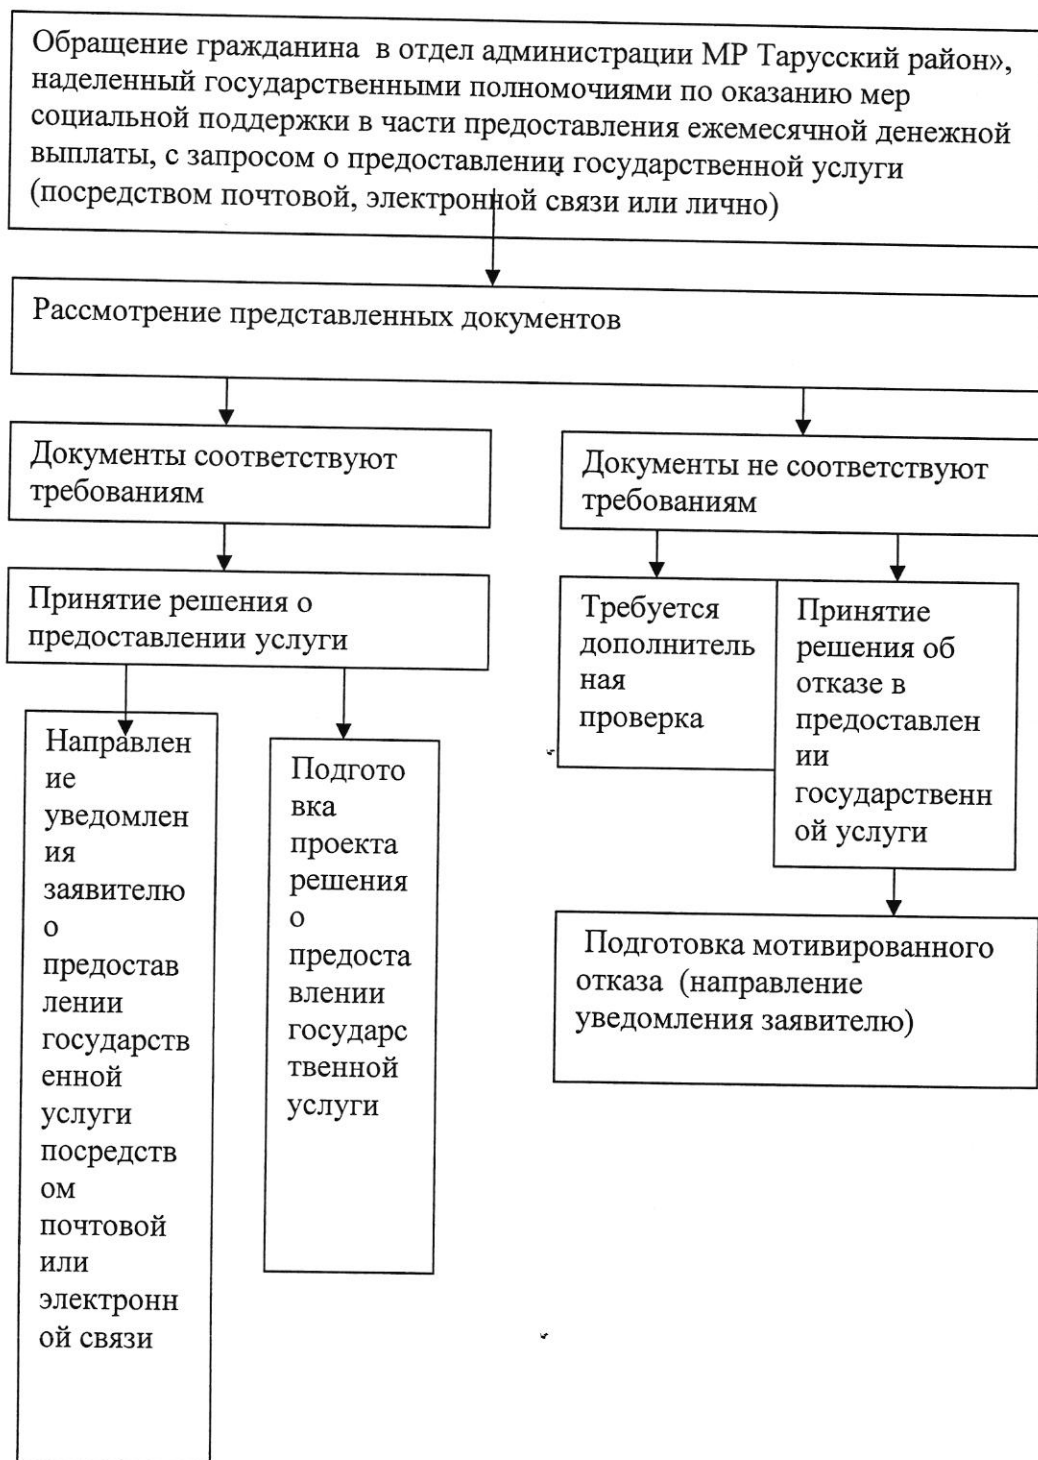 Обращение гражданина в отдел администрации МР Тарусский район»,
наделенный государственными полномочиями по оказанию мер
социальной поддержки в части предоставления ежемесячной денежной
выплаты, с запросом о предоставлении государственной услуги
(посредством почтовой, электронной связи или лично)
Рассмотрение представленных документов
Документы соответствуют
требованиям
Документы не соответствуют
требованиям
Принятие решения о
предоставлении услуги
Требуется
дополнитель
ная
проверка
Принятие
решения об
отказе в
предоставлен
ии
государственн
ой услуги
Направлен
ие
уведомлен
ия
заявителю
о
предостав
лении
государств
енной
услуги
посредств
ом
почтовой
или
электронн
ой связи
Подгото
вка
проекта
решения
о
предоста
влении
государс
твенной
услуги
Подготовка мотивированного
отказа (направление
уведомления заявителю)